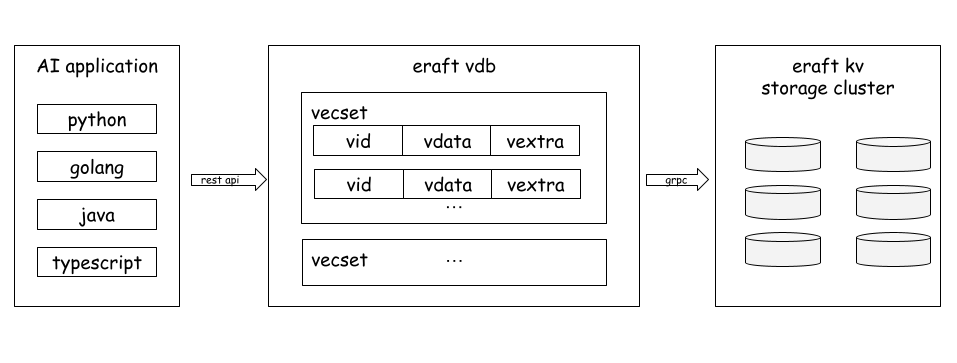 AI application
python
golang
java
typescript
rest api
eraft vdb
vecset
vid vdata vextra
vid vdata vextra
...
vecset ...
grpc
eraft kv
storage cluster